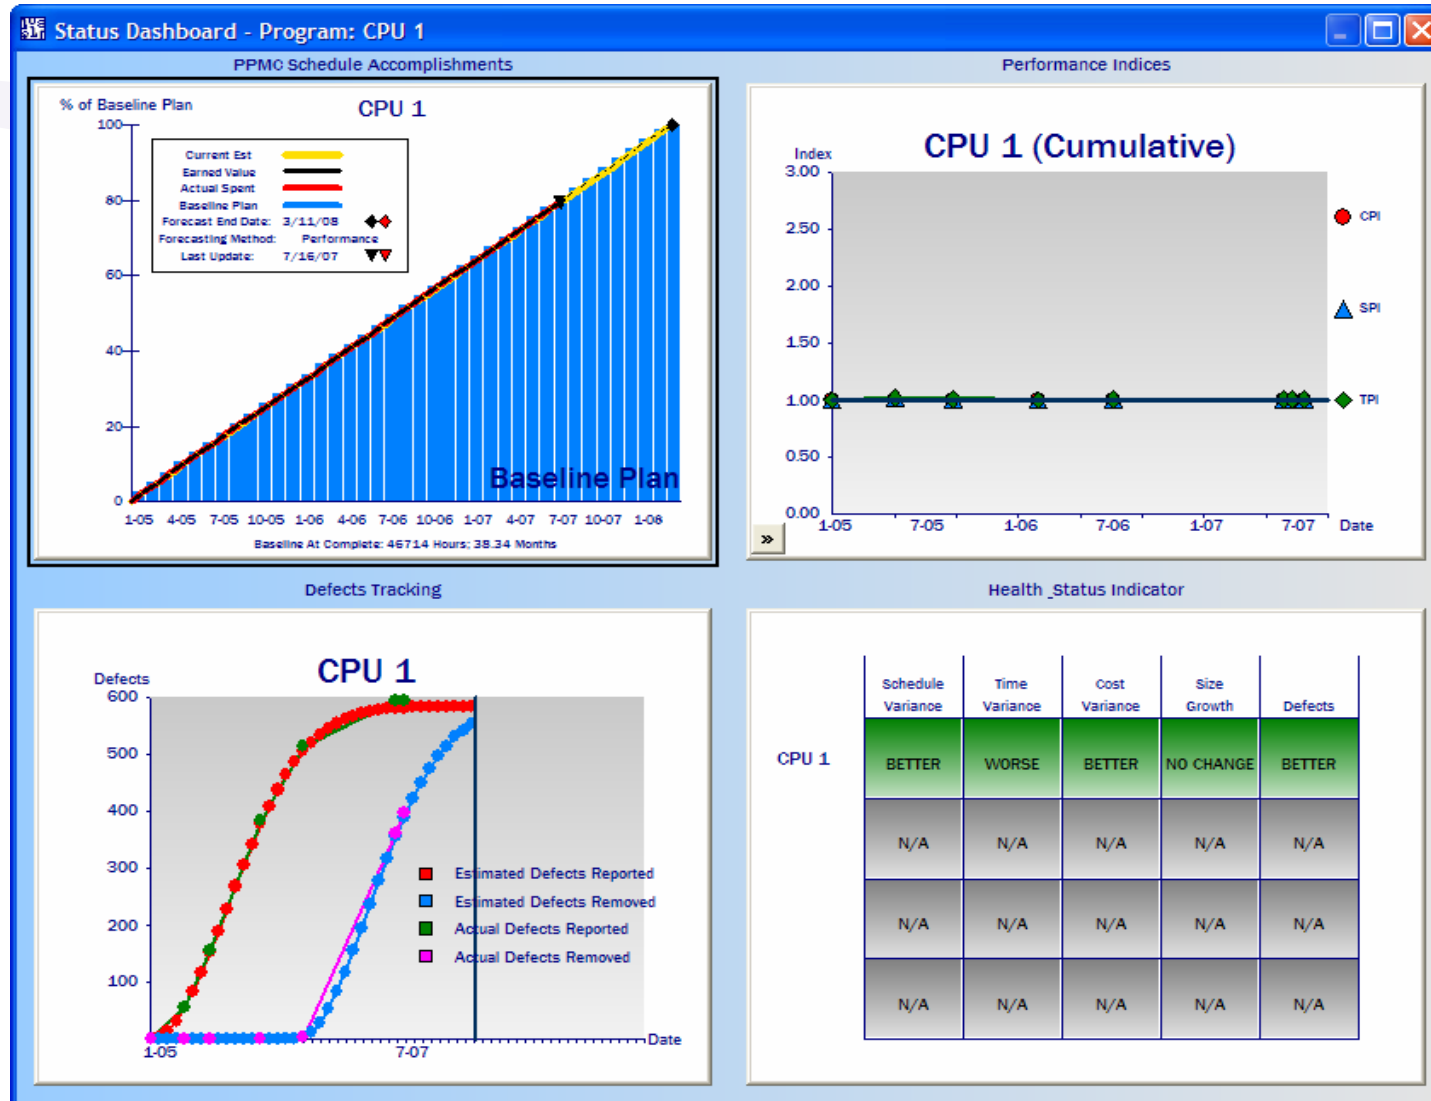 Status Dashboard - Program: CPU 1
PPMC Schedule Accomplishments
% of Baseline Plan
CPU 1
100
80
60
40
20
0
Current Est
Earned Value
Actual Spent
Baseline Plan
Forecast End Date: 3/11/08
Forecasting Method: Performance
Last Update: 7/16/07
Baseline Plan
1-05 4-05 7-05 10-05 1-06 4-06 7-06 10-06 1-07 4-07 7-07 10-07 1-08
Baseline At Complete: 46714 Hours; 38.34 Months
Performance Indices
CPU 1 (Cumulative)
Index
3.00
2.50
2.00
1.50
1.00
0.50
0.00
CPI
SPI
TPI
1-05 7-05 1-06 7-06 1-07 7-07 Date
»
Defects Tracking
CPU 1
Defects
600
500
400
300
200
100
Estimated Defects Reported
Estimated Defects Removed
Actual Defects Reported
Actual Defects Removed
Date
1-05 7-07
Health _Status Indicator
Schedule Variance Time Variance Cost Variance Size Growth Defects
CPU 1 BETTER WORSE BETTER NO CHANGE BETTER
N/A N/A N/A N/A N/A
N/A N/A N/A N/A N/A
N/A N/A N/A N/A N/A